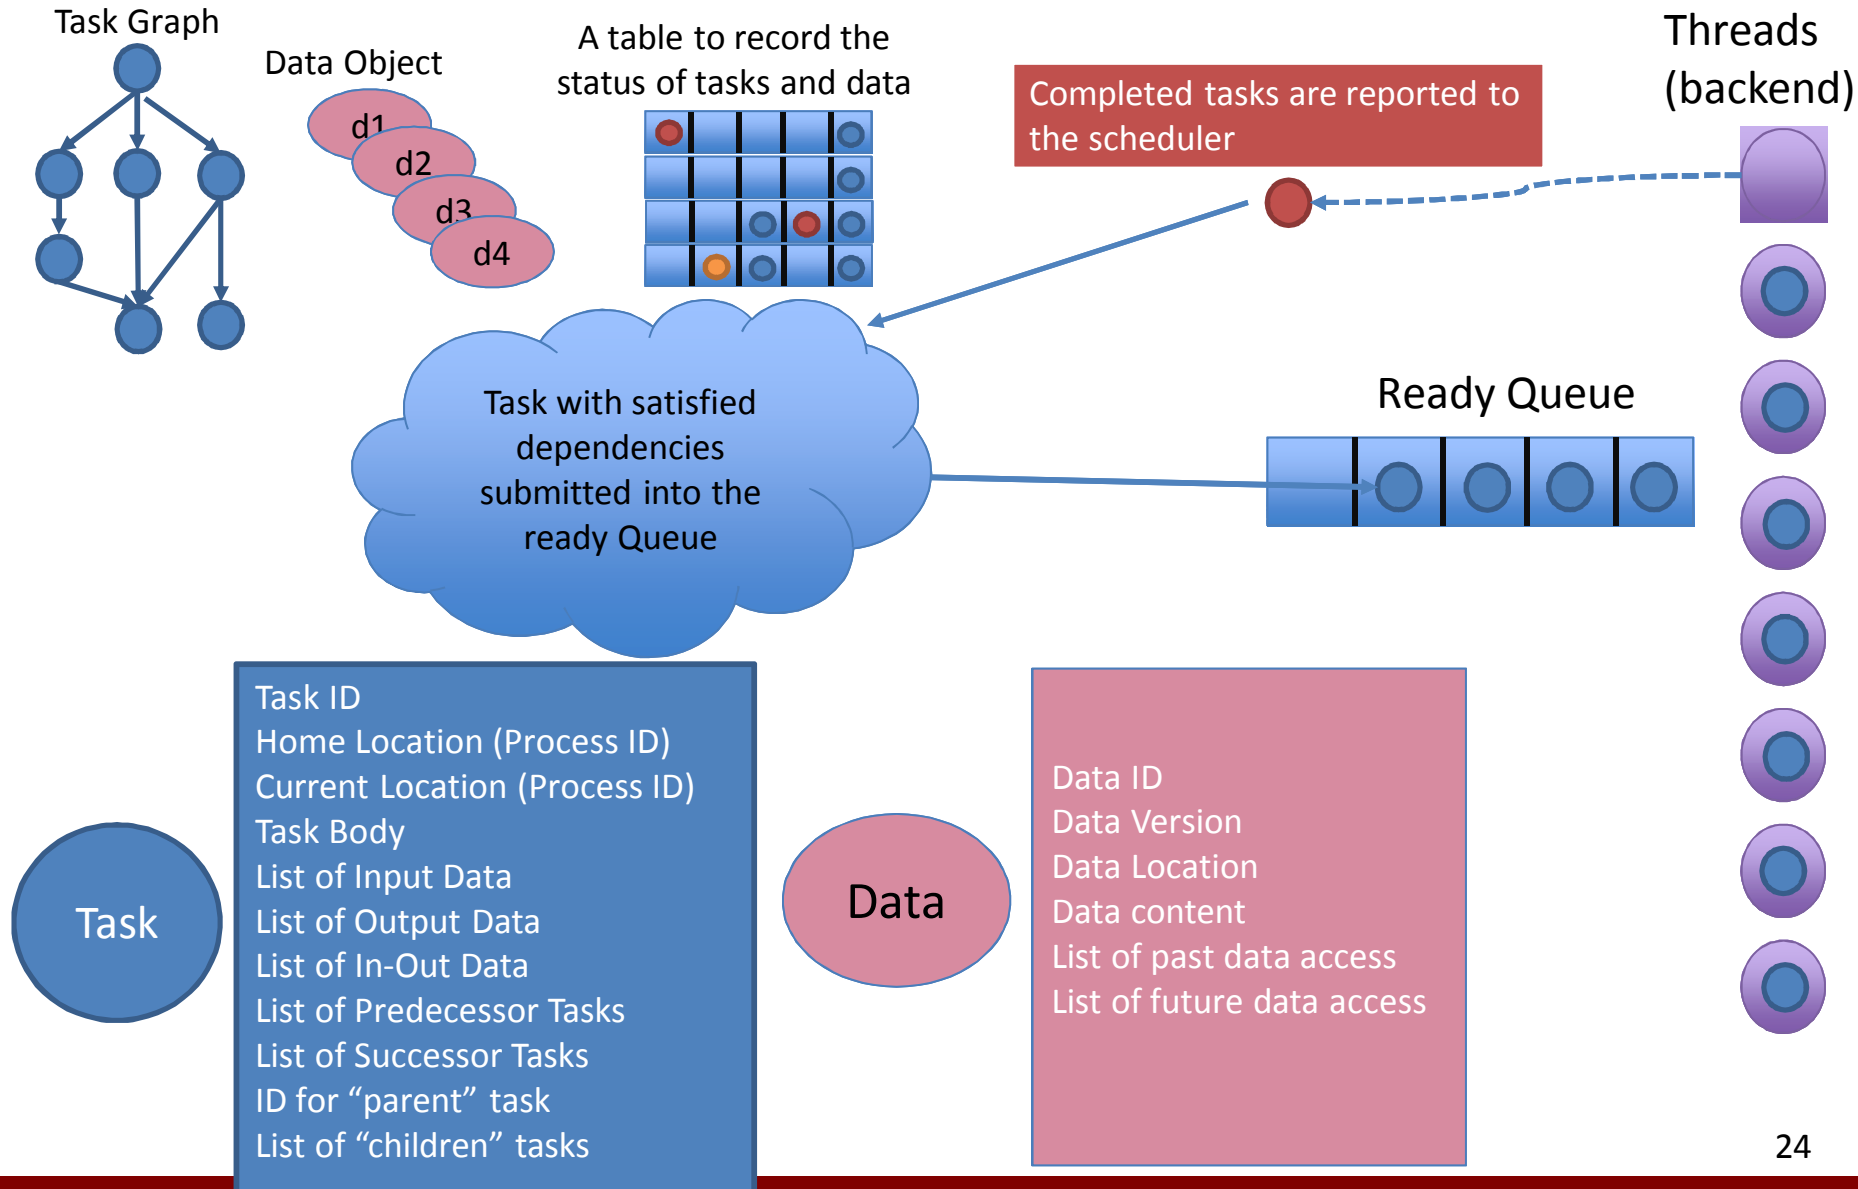 Task Graph
Data Object
A table to record the
status of tasks and data
Threads
(backend)
d1
d2
d3
d4
Completed tasks are reported to
the scheduler
Task with satisfied
dependencies
submitted into the
ready Queue
Ready Queue
Task
Task ID
Home Location (Process ID)
Current Location (Process ID)
Task Body
List of Input Data
List of Output Data
List of In-Out Data
List of Predecessor Tasks
List of Successor Tasks
ID for “parent” task
List of “children” tasks
Data
Data ID
Data Version
Data Location
Data content
List of past data access
List of future data access
24